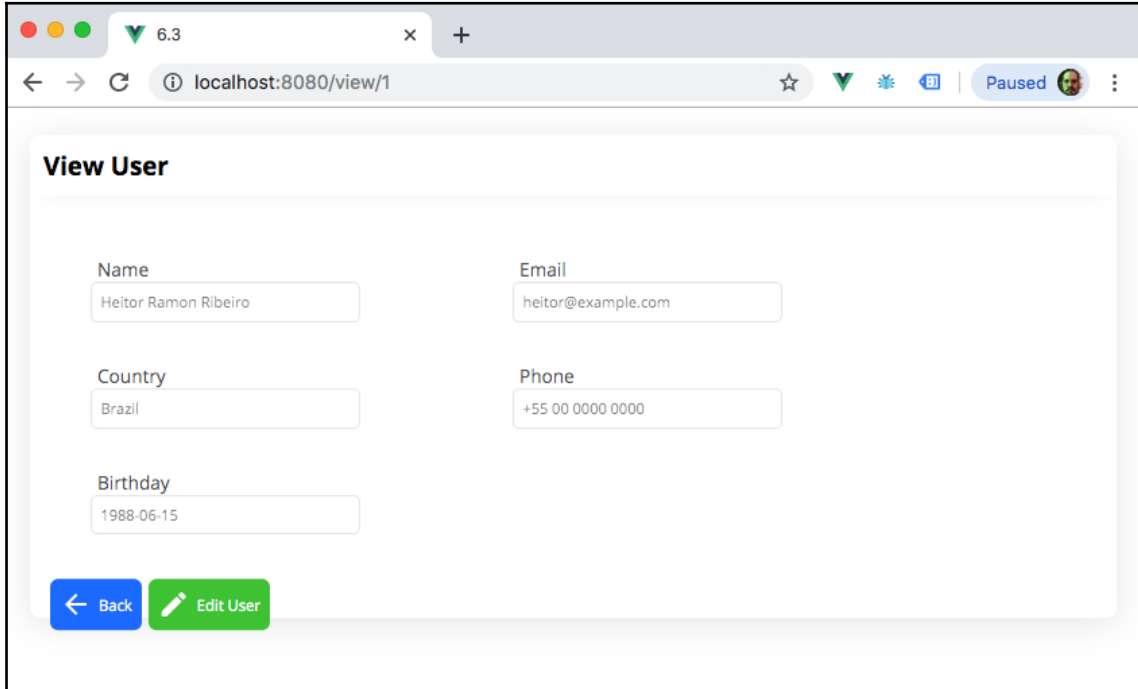 6.3
localhost:8080/view/1
Paused
View User
Name
Email
Heitor Ramon Ribeiro
heitor@example.com
Country
Phone
Brazil
+55 00 0000 0000
Birthday
1988-06-15
Back
Edit User